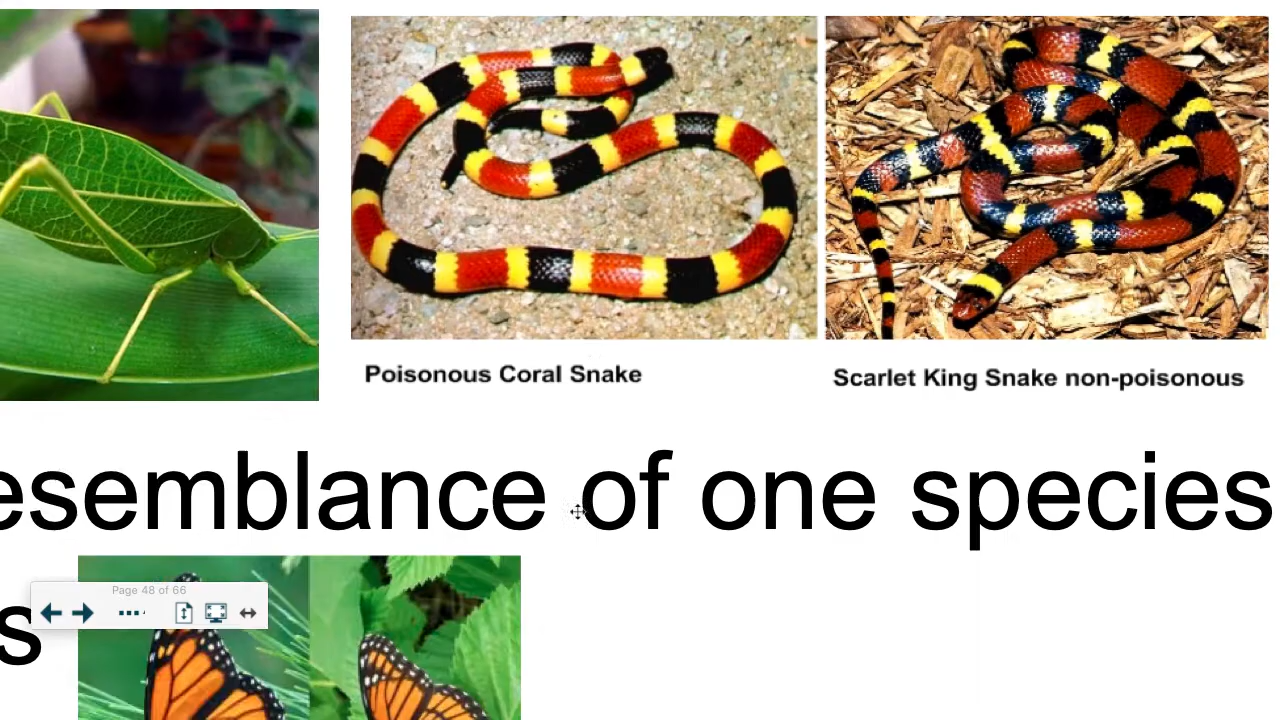 Poisonous Coral Snake
Scarlet King Snake non-poisonous
esemblance of one species
s
Page 48 of 66